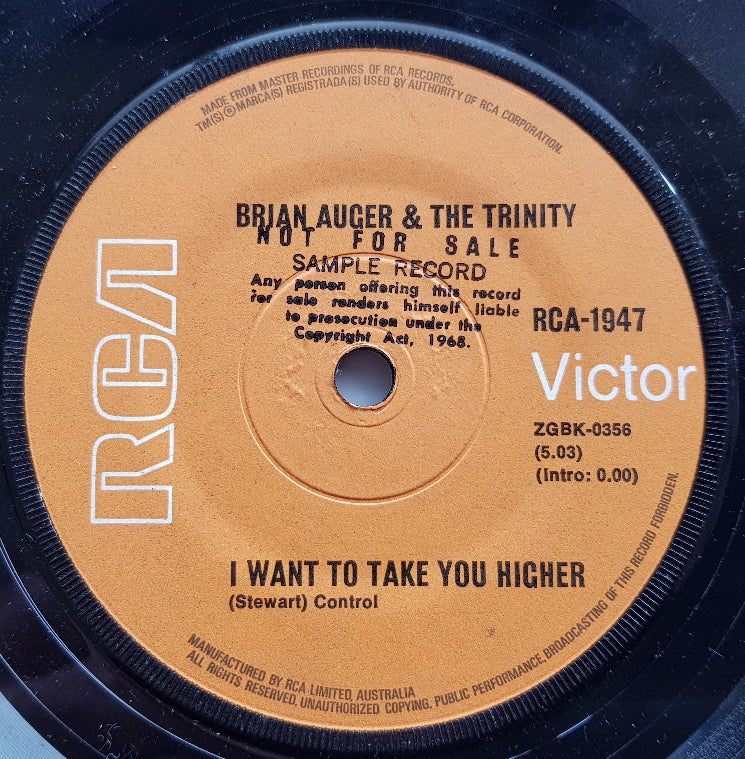 MADE FROM MASTER RECORDINGS OF RCA RECORDS.
TM(S) ® MARCA(S) REGISTRADA(S) USED BY AUTHORITY OF RCA CORPORATION.
RCA
BRIAN AUGER & THE TRINITY
NOT FOR SALE
SAMPLE RECORD
Any person offering this record
for sale renders himself liable
to prosecution under the
Copyright Act, 1968.
RCA-1947
Victor
ZGBK-0356
(5.03)
(Intro: 0.00)
I WANT TO TAKE YOU HIGHER
(Stewart) Control
MANUFACTURED BY RCA LIMITED, AUSTRALIA
ALL RIGHTS RESERVED, UNAUTHORIZED COPYING, PUBLIC PERFORMANCE, BROADCASTING OF THIS RECORD FORBIDDEN.